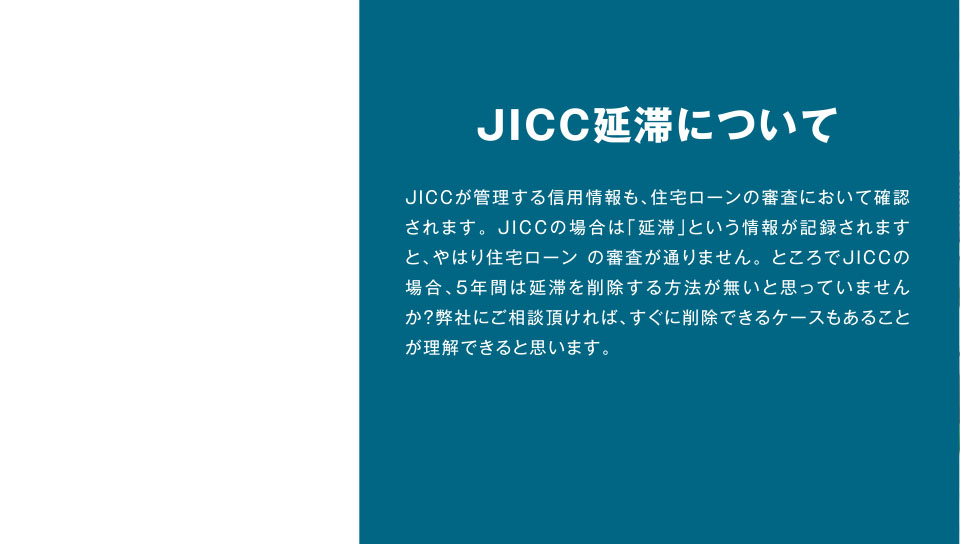 JICC延滞について
JICCが管理する信用情報も、住宅ローンの審査において確認
されます。JICCの場合は「延滞」という情報が記録されます
と、やはり住宅ローン の審査が通りません。ところでJICCの
場合、5年間は延滞を削除する方法が無いと思っていません
か?弊社にご相談頂ければ、すぐに削除できるケースもあること
が理解できると思います。